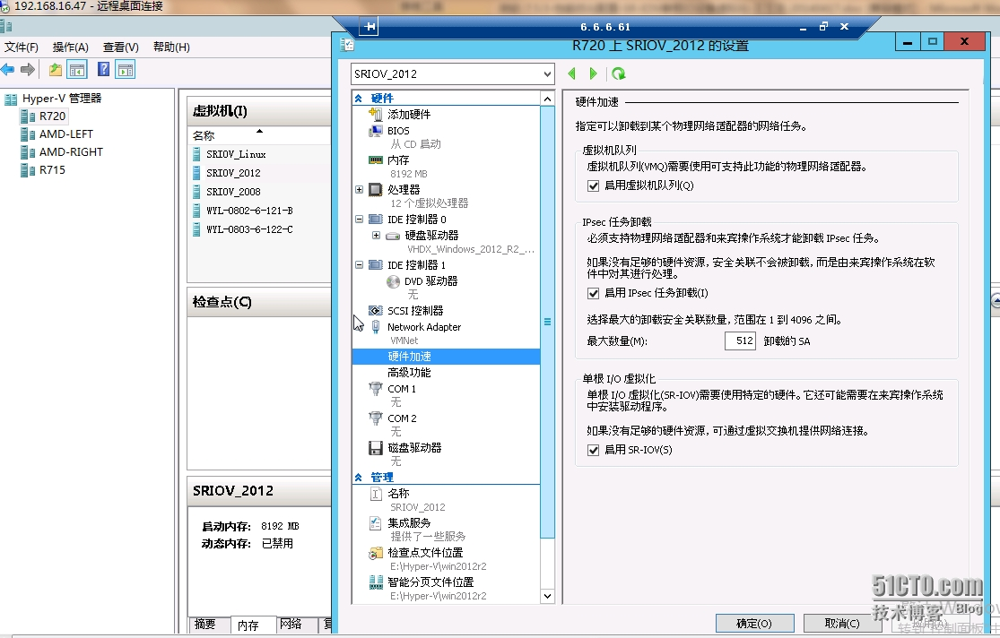 192.168.16.47 - 远程桌面连接
6.6.6.61
文件(F) 操作(A) 查看(V) 帮助(H)
R720 上 SRIOV_2012 的设置
Hyper-V 管理器
R720
AMD-LEFT
AMD-RIGHT
R715
虚拟机(I)
名称
SRIOV_Linux
SRIOV_2012
SRIOV_2008
WYL-0802-6-121-B
WYL-0803-6-122-C
检查点(C)
SRIOV_2012
启动内存: 8192 MB
动态内存: 已禁用
摘要 内存 网络
SRIOV_2012
硬件
添加硬件
BIOS
从 CD 启动
内存
8192 MB
处理器
12 个虚拟处理器
IDE 控制器 0
硬盘驱动器
VHDX_Windows_2012_R2_...
IDE 控制器 1
DVD 驱动器
无
SCSI 控制器
Network Adapter
VMNet
硬件加速
高级功能
COM 1
无
COM 2
无
磁盘驱动器
无
管理
名称
SRIOV_2012
集成服务
提供了一些服务
检查点文件位置
E:\Hyper-V\win2012r2
智能分页文件位置
E:\Hyper-V\win2012r2
硬件加速
指定可以卸载到某个物理网络适配器的网络任务。
虚拟机队列
虚拟机队列(VMQ)需要使用可支持此功能的物理网络适配器。
启用虚拟机队列(Q)
IPsec 任务卸载
必须支持物理网络适配器和来宾操作系统才能卸载 IPsec 任务。
如果没有足够的硬件资源，安全关联不会被卸载，而是由来宾操作系统在软
件中对其进行处理。
启用 IPsec 任务卸载(I)
选择最大的卸载安全关联数量，范围在 1 到 4096 之间。
最大数量(M): 512 卸载的 SA
单根 I/O 虚拟化
单根 I/O 虚拟化(SR-IOV)需要使用特定的硬件。它还可能需要在来宾操作系统
中安装驱动程序。
如果没有足够的硬件资源，可通过虚拟交换机提供网络连接。
启用 SR-IOV(S)
确定(O) 取消(C)
51CTO.com
技术博客 Blog